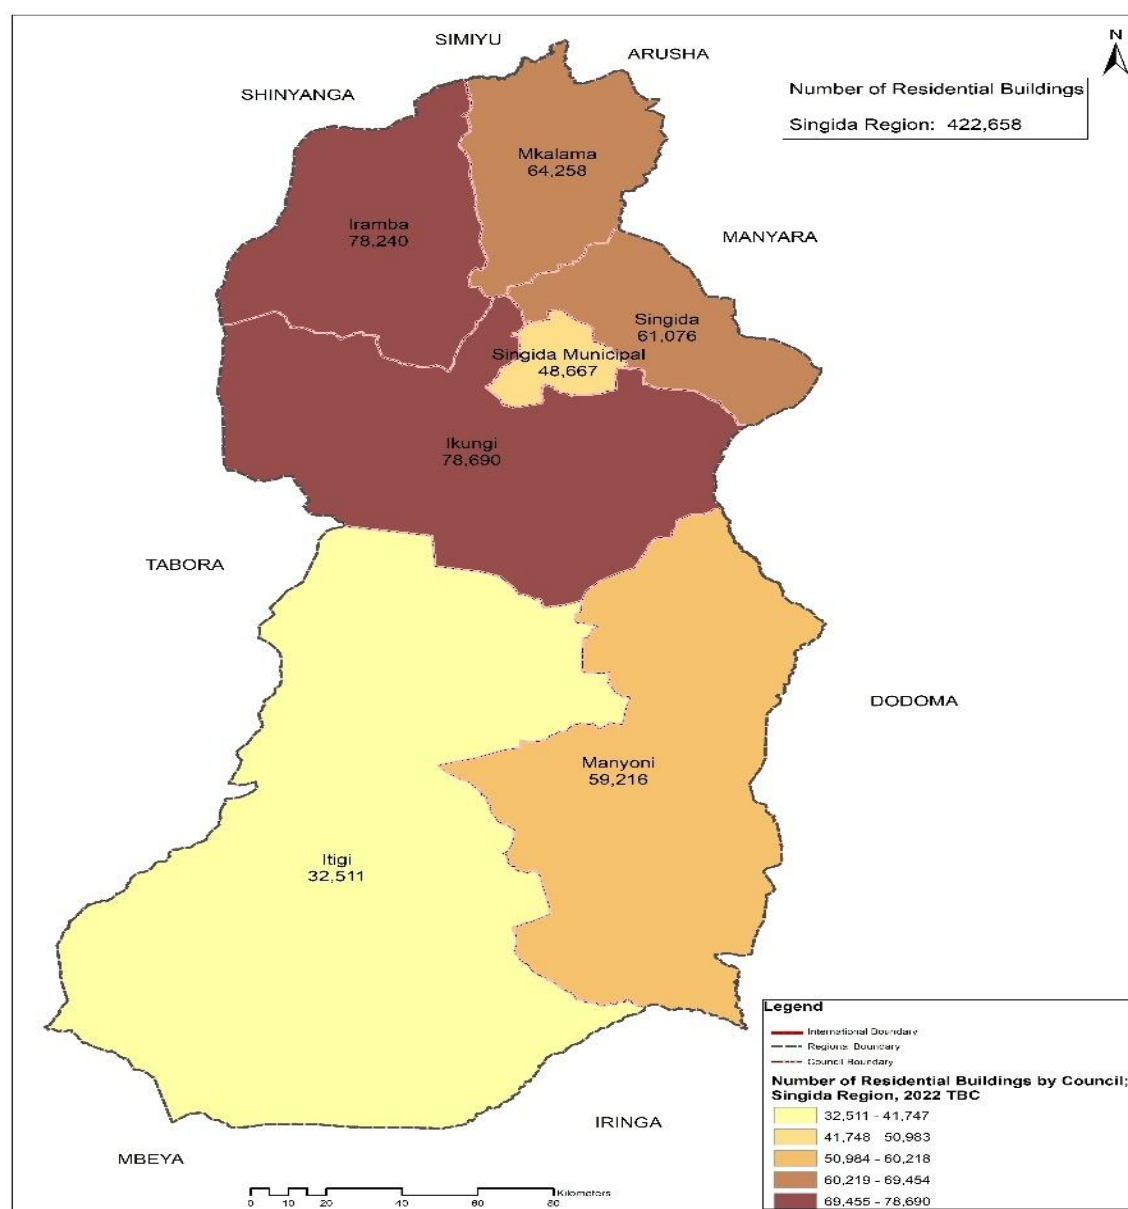 SIMIYU
ARUSHA
N
SHINYANGA
Number of Residential Buildings
Singida Region: 422,658
Mkalama
64,258
Iramba
78,240
MANYARA
Singida
61,076
Singida Municipal
48,667
Ikungi
78,690
TABORA
DODOMA
Manyoni
59,216
Itigi
32,511
IRINGA
MBEYA
0 10 20 40 60 80 Kilometers
Legend
International Boundary
Regional Boundary
Council Boundary
Number of Residential Buildings by Council;
Singida Region, 2022 TBC
32,511 - 41,747
41,748 - 50,983
50,984 - 60,218
60,219 - 69,454
69,455 - 78,690